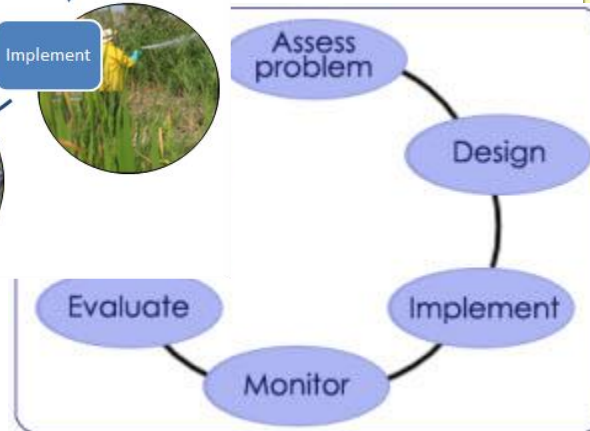 Implement
Assess
problem
Design
Implement
Monitor
Evaluate